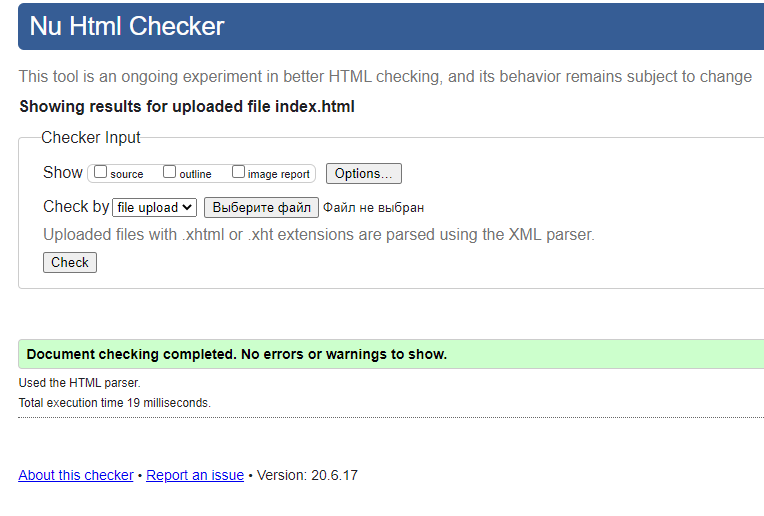 Nu Html Checker
This tool is an ongoing experiment in better HTML checking, and its behavior remains subject to change
Showing results for uploaded file index.html
Checker Input
Show source outline image report Options...
Check by file upload Выберите файл Файл не выбран
Uploaded files with .xhtml or .xht extensions are parsed using the XML parser.
Check
Document checking completed. No errors or warnings to show.
Used the HTML parser.
Total execution time 19 milliseconds.
About this checker • Report an issue • Version: 20.6.17